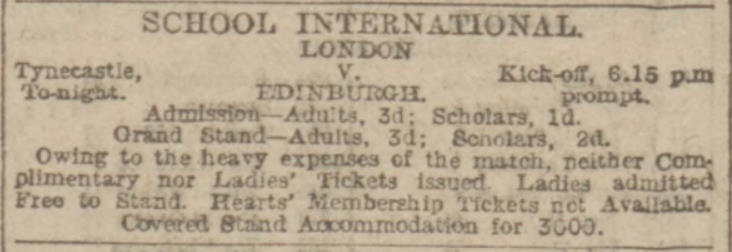 SCHOOL INTERNATIONAL.
LONDON
Tynecastle, V. Kick-off, 6.15 p.m
To-night. EDINBURGH. prompt.
Admission—Adults, 3d; Scholars, 1d.
Grand Stand—Adults, 3d; Scholars, 2d.
Owing to the heavy expenses of the match, neither Com-
plimentary nor Ladies' Tickets issued. Ladies admitted
Free to Stand. Hearts' Membership Tickets not Available.
Covered Stand Accommodation for 3000.